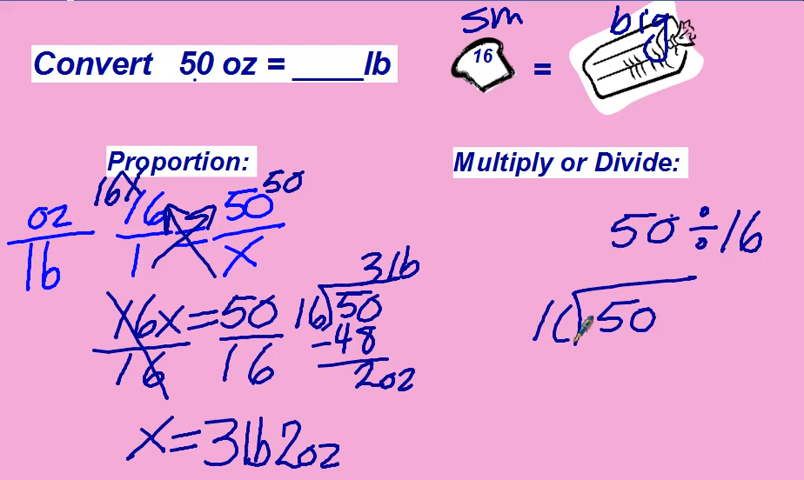 sm
big
Convert 50 oz = ____lb
16
=
Proportion:
Multiply or Divide:
16x 50
oz/lb 16/1 = 50/x
50 ÷ 16
3lb
16x/16 = 50/16
16)50
-48
2oz
x=3lb2oz
16)50